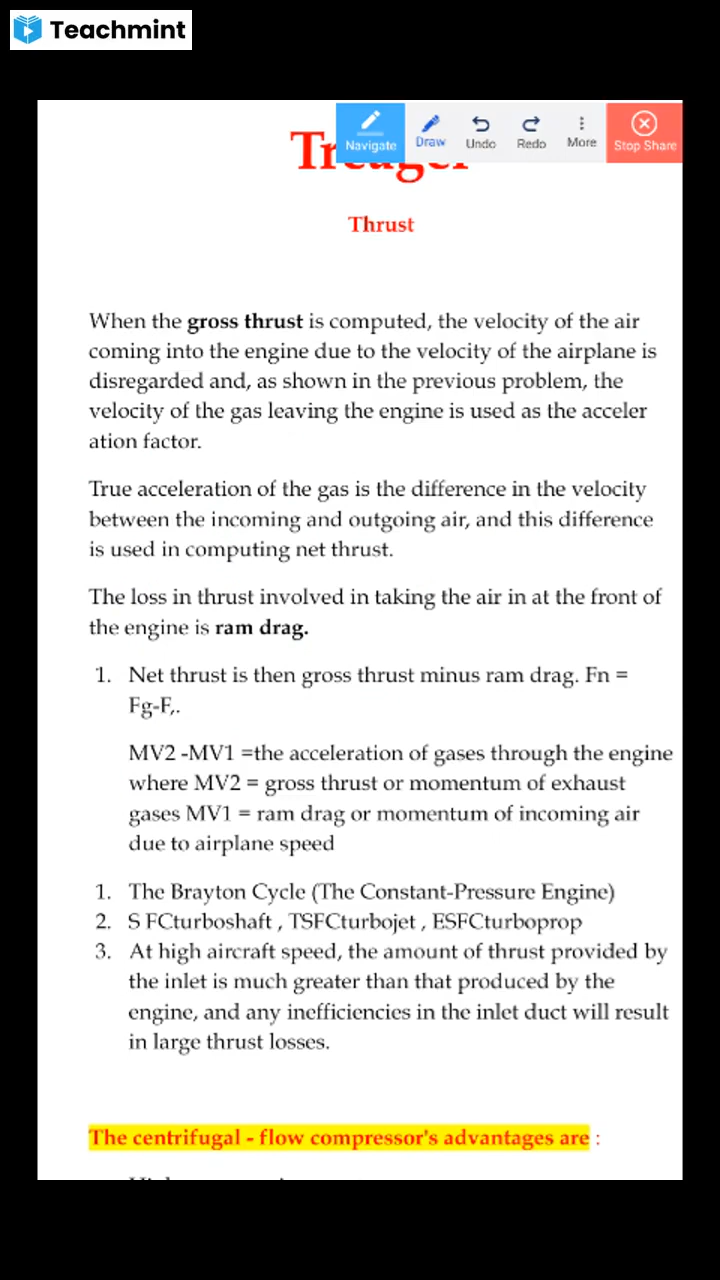 Teachmint
Navigate
Draw
Undo
Redo
More
Stop Share
Thrust
When the gross thrust is computed, the velocity of the air
coming into the engine due to the velocity of the airplane is
disregarded and, as shown in the previous problem, the
velocity of the gas leaving the engine is used as the acceler
ation factor.
True acceleration of the gas is the difference in the velocity
between the incoming and outgoing air, and this difference
is used in computing net thrust.
The loss in thrust involved in taking the air in at the front of
the engine is ram drag.
1. Net thrust is then gross thrust minus ram drag. Fn =
Fg-F,.
MV2 -MV1 =the acceleration of gases through the engine
where MV2 = gross thrust or momentum of exhaust
gases MV1 = ram drag or momentum of incoming air
due to airplane speed
1. The Brayton Cycle (The Constant-Pressure Engine)
2. S FCturboshaft , TSFCturbojet , ESFCturboprop
3. At high aircraft speed, the amount of thrust provided by
the inlet is much greater than that produced by the
engine, and any inefficiencies in the inlet duct will result
in large thrust losses.
The centrifugal - flow compressor's advantages are :